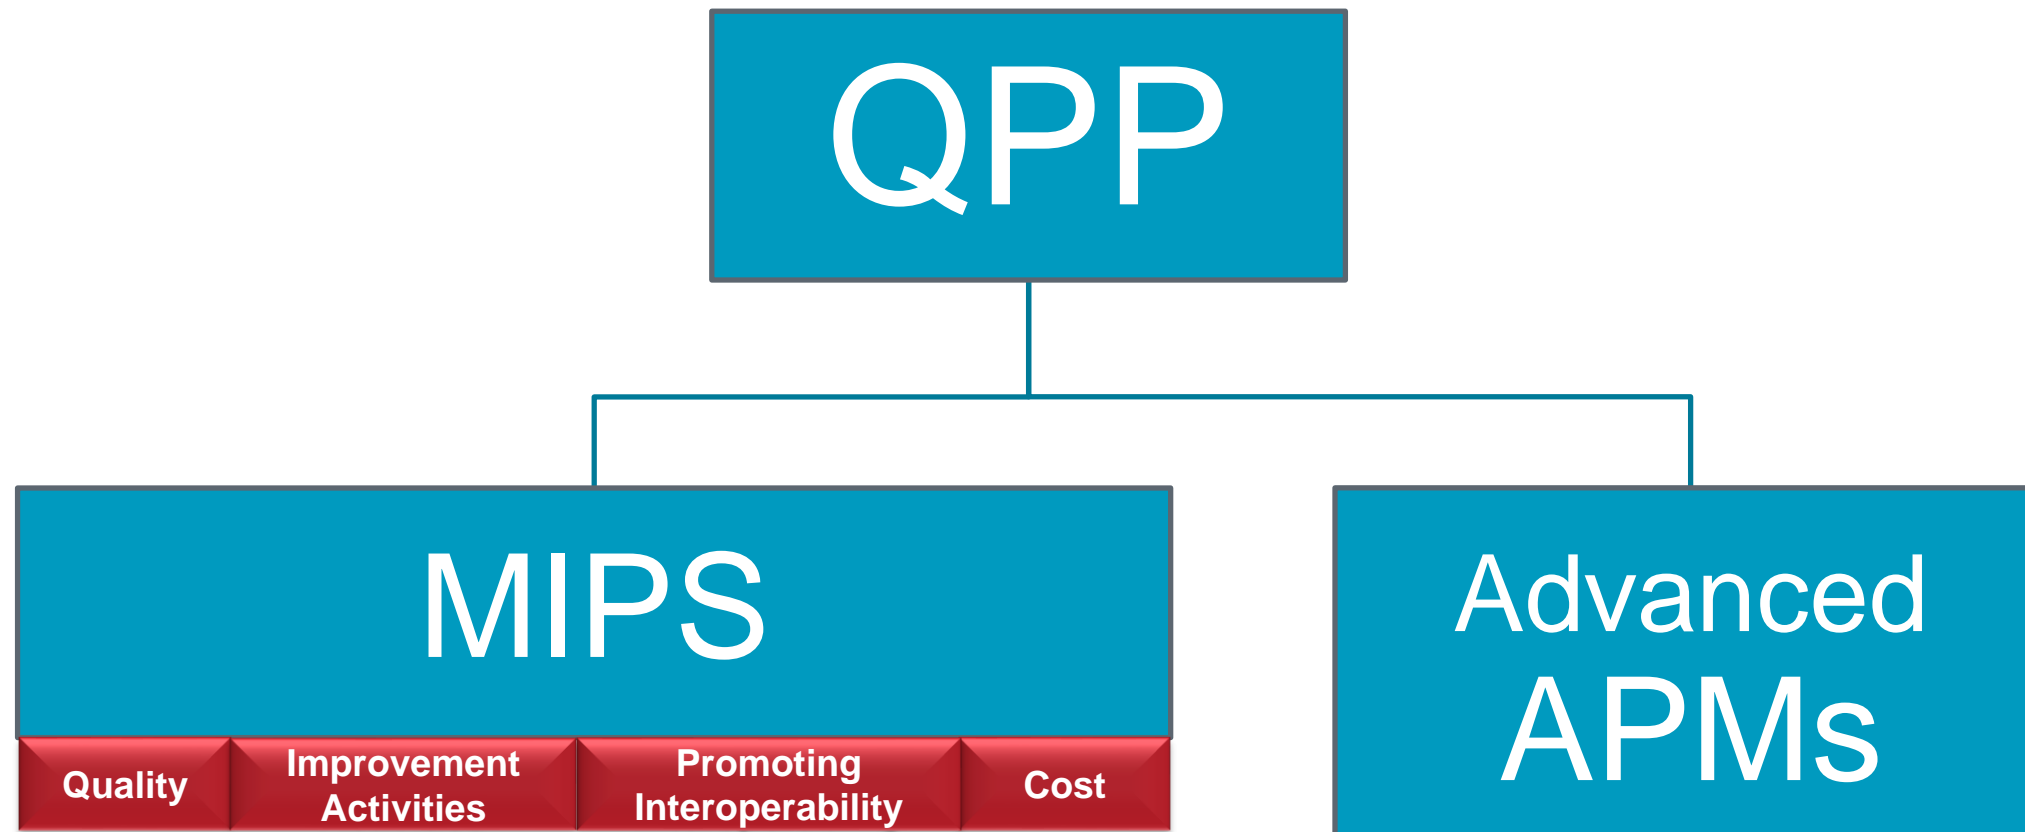 QPP
MIPS
Advanced
APMs
Quality
Improvement
Activities
Promoting
Interoperability
Cost